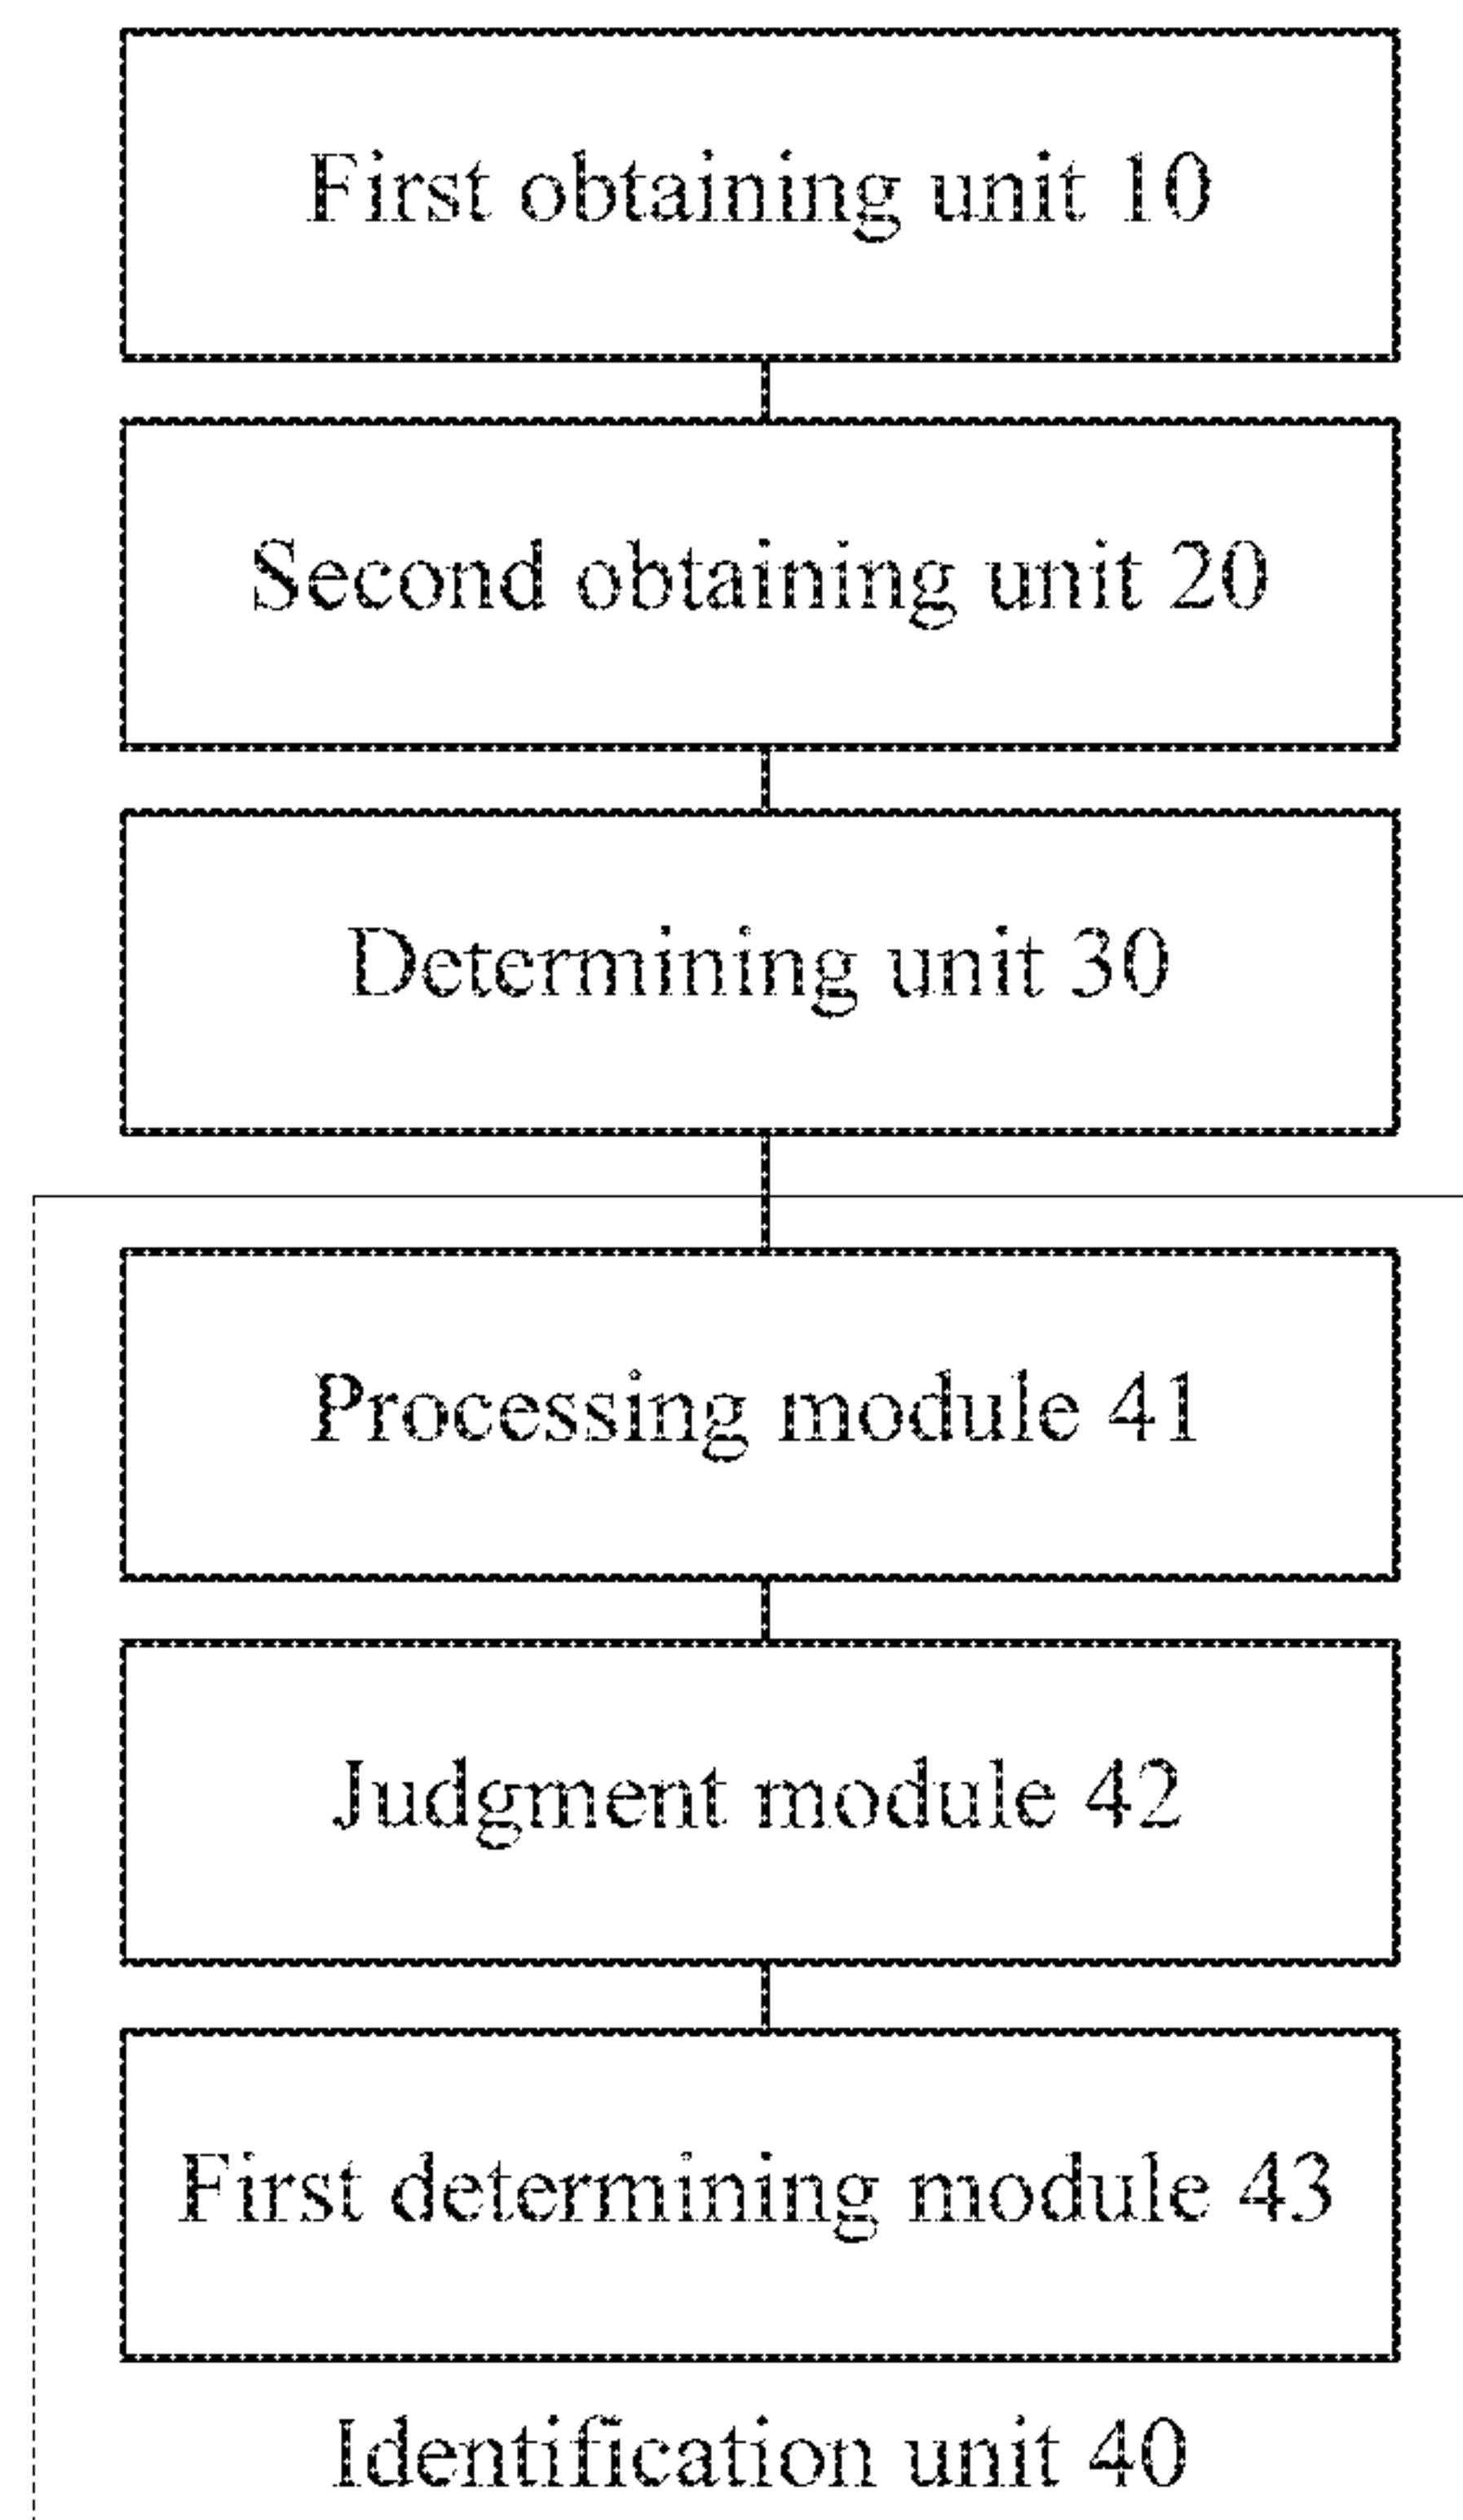 First obtaining unit 10
Second obtaining unit 20
Determining unit 30
Processing module 41
Judgment module 42
First determining module 43
Identification unit 40